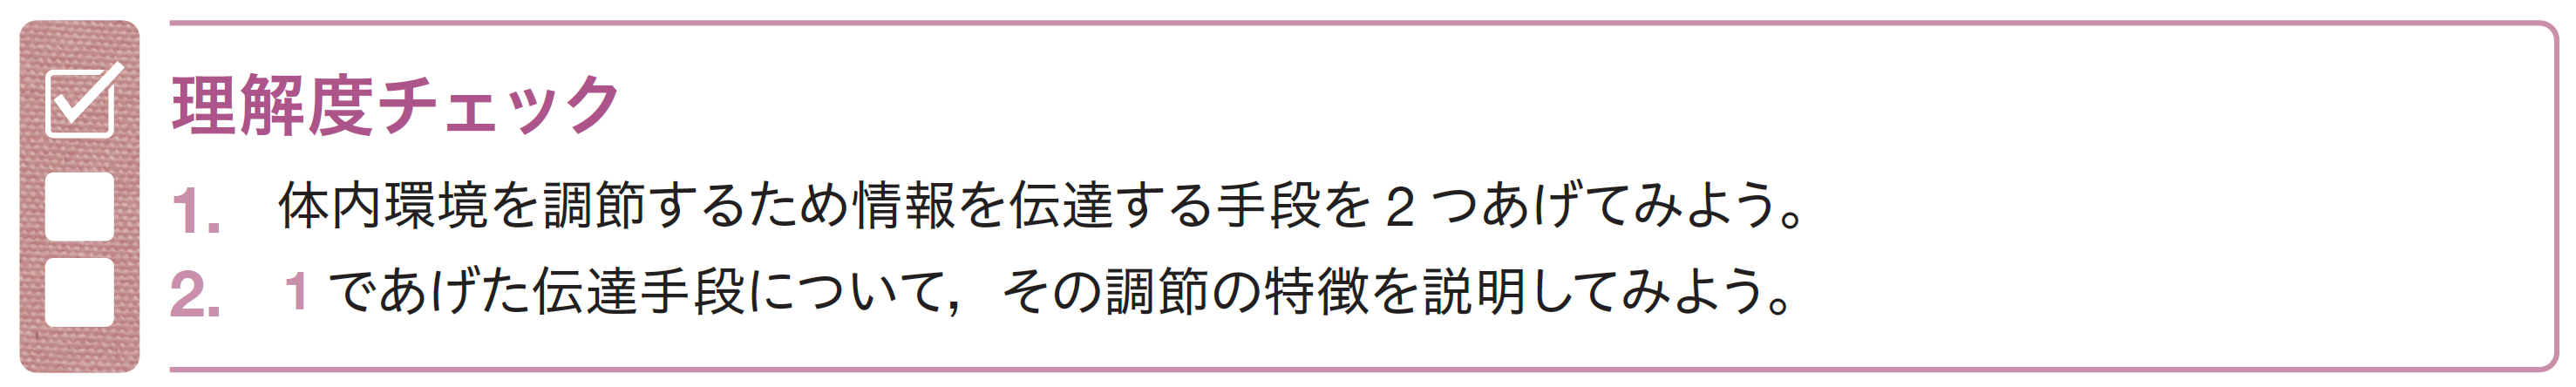 理解度チェック
1. 体内環境を調節するため情報を伝達する手段を 2 つあげてみよう。
2. 1 であげた伝達手段について，その調節の特徴を説明してみよう。